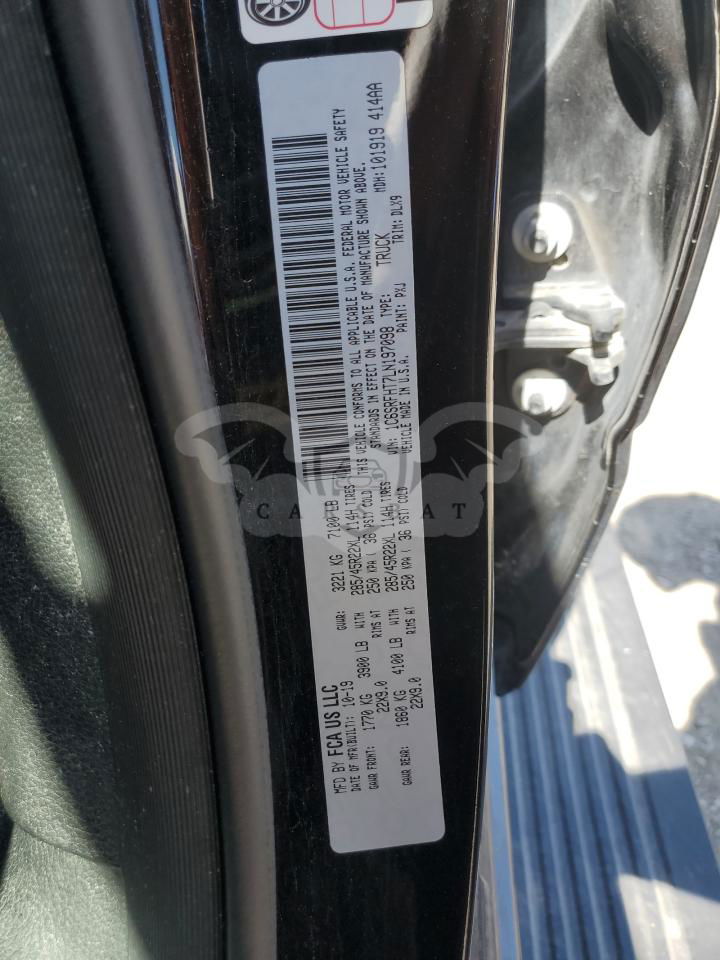 MFD BY FCA US LLC
DATE OF MFR(BUILT): 10-19 GVWR: 3221 KG 7100 LB
GAWR FRONT: 1770 KG 3900 LB WITH 285/45R22XL 114H TIRES
22X9.0 RIMS AT 250 KPA ( 36 PSI) COLD
GAWR REAR: 1860 KG 4100 LB WITH 285/45R22XL 114H TIRES
22X9.0 RIMS AT 250 KPA ( 36 PSI) COLD
THIS VEHICLE CONFORMS TO ALL APPLICABLE U.S.A. FEDERAL MOTOR VEHICLE SAFETY
STANDARDS IN EFFECT ON THE DATE OF MANUFACTURE SHOWN ABOVE.
VIN: 1C6SRFHT7LN197098 TYPE: TRUCK MDH: 101919 414AA
VEHICLE MADE IN U.S.A. PAINT: PXJ TRIM: DLX9